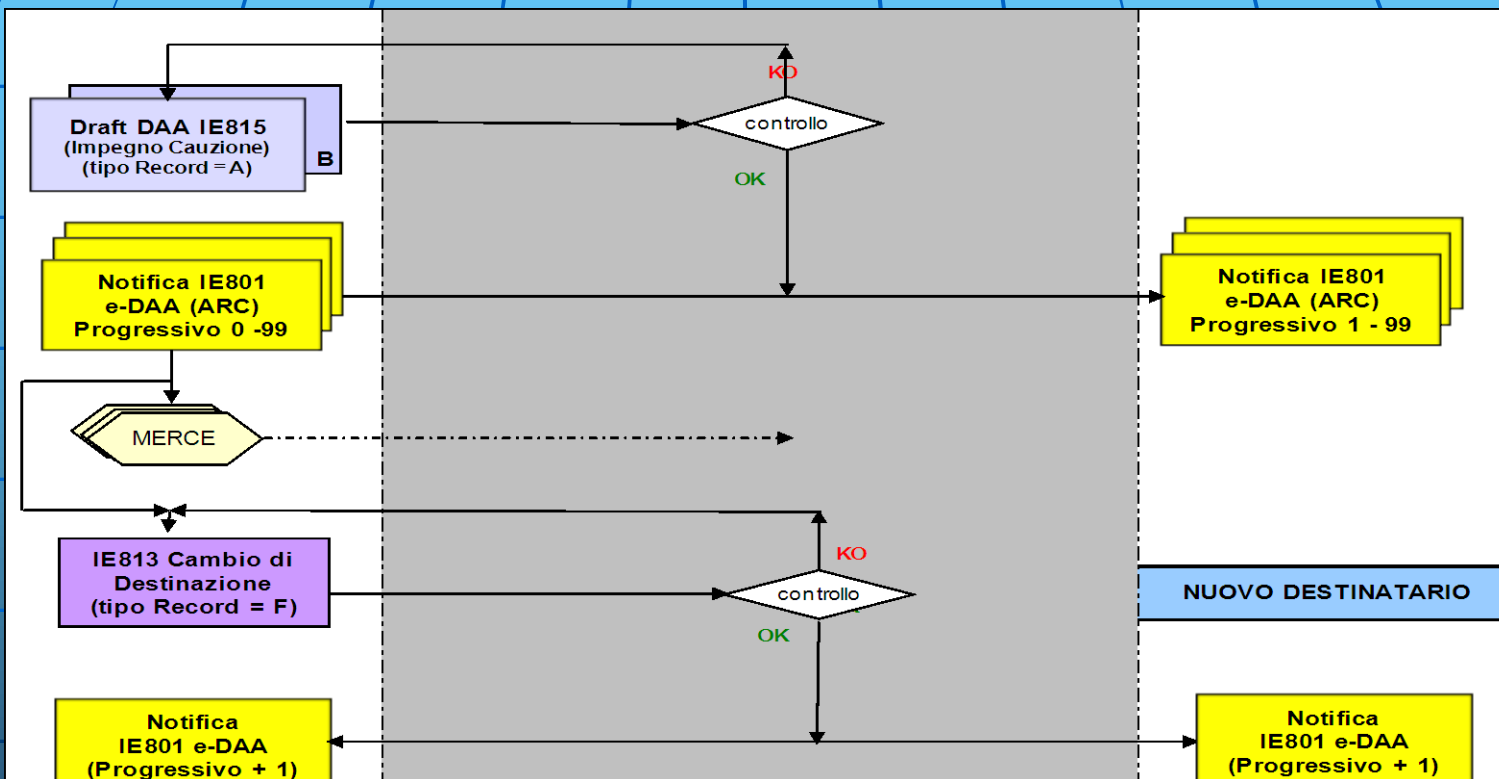 KO
Draft DAA IE815
(Impegno Cauzione)
(tipo Record =A)
B
controllo
OK
Notifica IE801
e-DAA (ARC)
Progressivo 0 -99
Notifica IE801
e-DAA (ARC)
Progressivo 1 - 99
MERCE
KO
IE813 Cambio di
Destinazione
(tipo Record = F)
controllo
NUOVO DESTINATARIO
OK
Notifica
IE801 e-DAA
(Progressivo + 1)
Notifica
IE801 e-DAA
(Progressivo + 1)